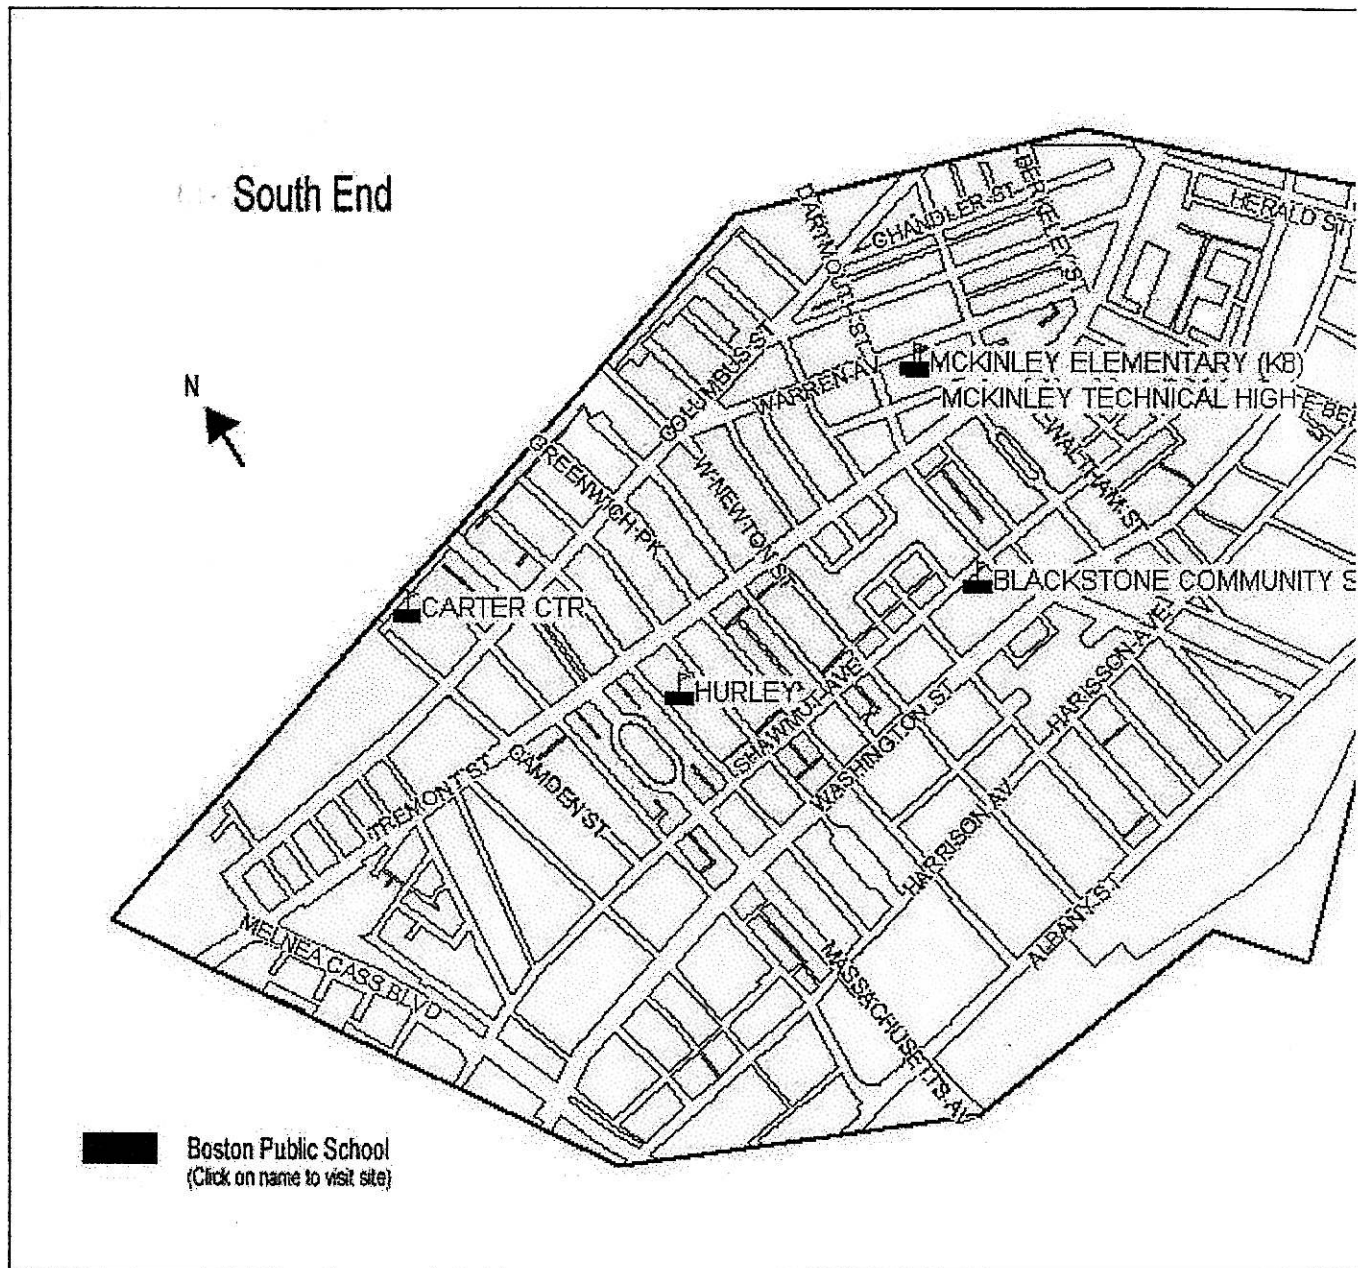 South End
N
DARTMOUTH ST
CHANDLER ST
BERKELEY ST
HERALD ST
COLUMBUS ST
WARREN AV
MCKINLEY ELEMENTARY (K8)
MCKINLEY TECHNICAL HIGH
E BE
WALTHAM ST
GREENWICH PK
W NEWTON ST
CARTER CTR
BLACKSTONE COMMUNITY S
HURLEY
SHAWMUT AVE
WASHINGTON ST
HARISSON AVE
TREMONT ST
CAMDEN ST
HARRISON AV
ALBANY ST
MELNEA CASS BLVD
MASSACHUSETTS AV
Boston Public School
(Click on name to visit site)